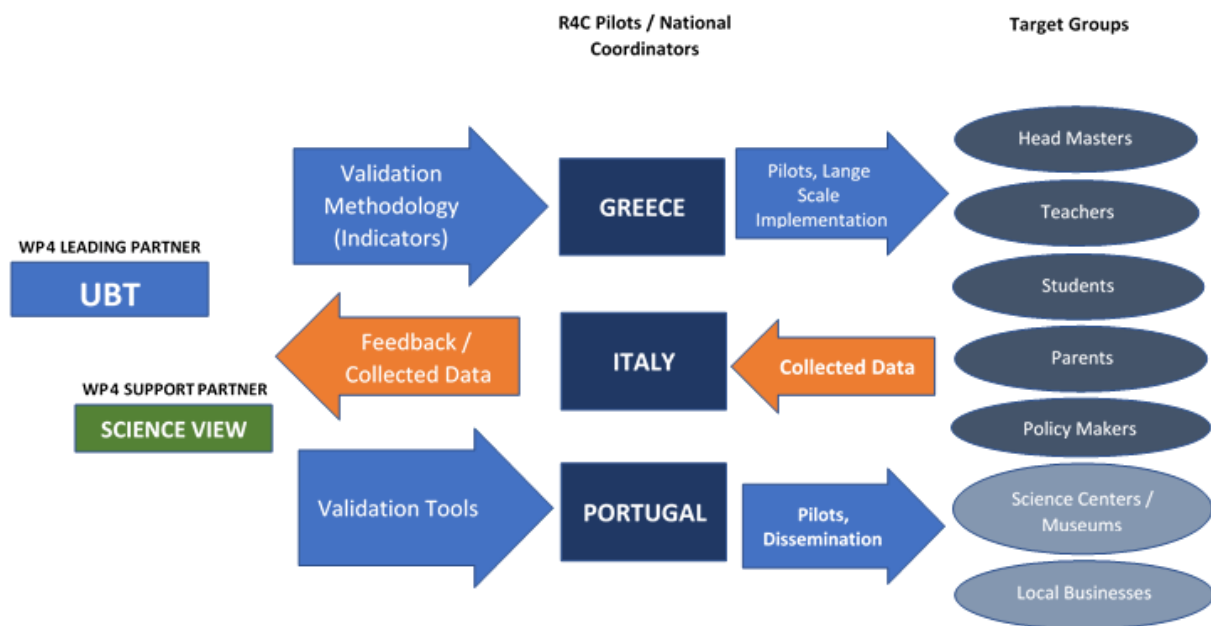 R4C Pilots / National
Coordinators
Target Groups
WP4 LEADING PARTNER
UBT
WP4 SUPPORT PARTNER
SCIENCE VIEW
Validation
Methodology
(Indicators)
Feedback /
Collected Data
Validation Tools
GREECE
ITALY
PORTUGAL
Pilots, Lange
Scale
Implementation
Collected Data
Pilots,
Dissemination
Head Masters
Teachers
Students
Parents
Policy Makers
Science Centers /
Museums
Local Businesses